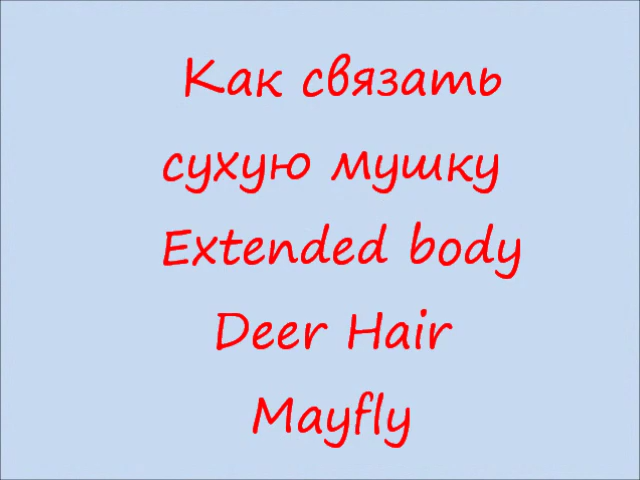 Как связать
сухую мушку
Extended body
Deer Hair
Mayfly